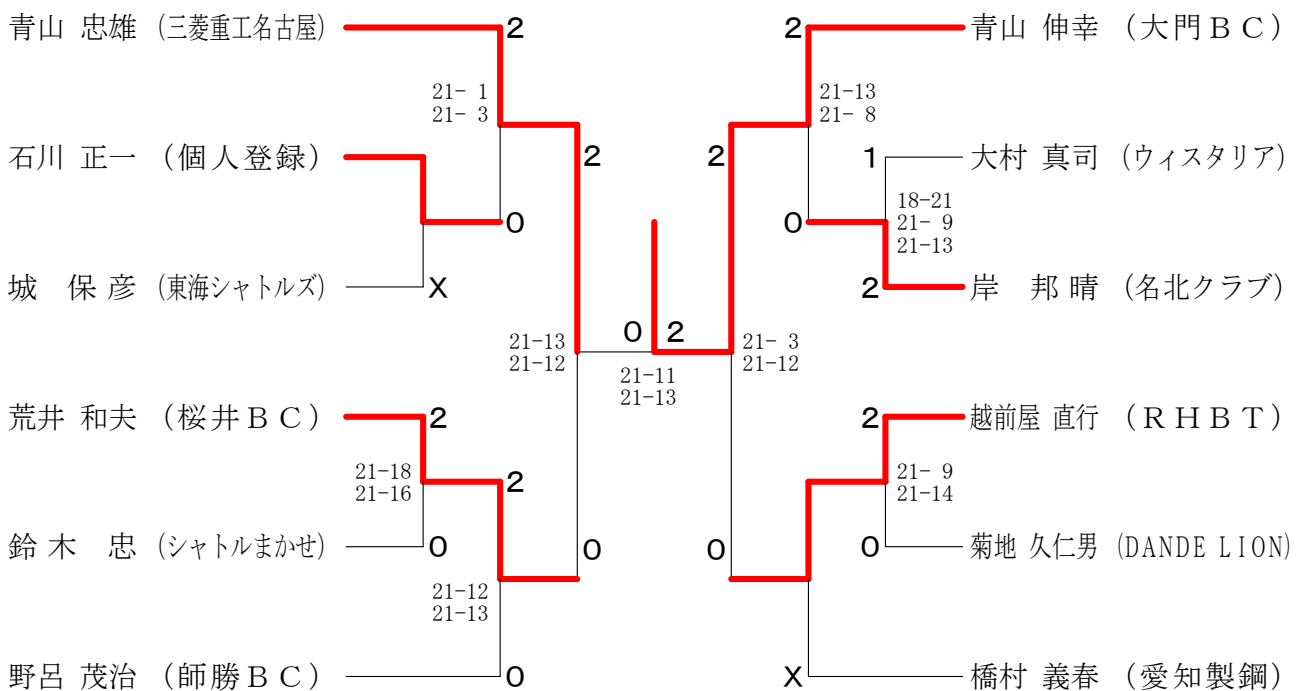 青山 忠雄 (三菱重工名古屋) 2 2 青山 伸幸 (大門BC)
21- 1 21-13
21- 3 21- 8
石川 正一 (個人登録) 2 2 1 大村 真司 (ウィスタリア)
18-21
0 0 21- 9
21-13
城 保彦 (東海シャトルズ) X 2 岸 邦晴 (名北クラブ)
21-13 0 2 21- 3
21-12 21-12
21-11
21-13
荒井 和夫 (桜井BC) 2 2 越前屋 直行 (RHBT)
21-18 2 21- 9
21-16 21-14
鈴木 忠 (シャトルまかせ) 0 0 0 0 菊地 久仁男 (DANDE LION)
21-12
21-13
野呂 茂治 (師勝BC) 0 X 橋村 義春 (愛知製鋼)